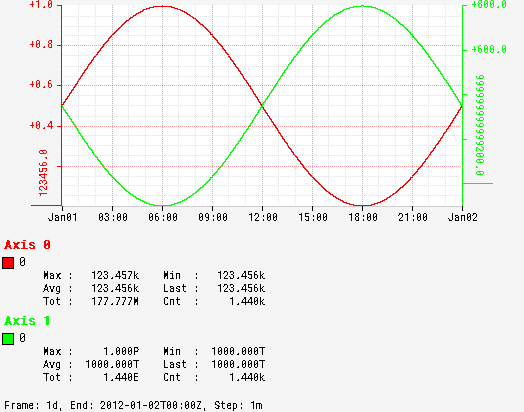 +1.0
+0.8
+0.6
+0.4
123456.0
+800.0
+600.0
999999999999200.0
Jan01 03:00 06:00 09:00 12:00 15:00 18:00 21:00 Jan02
Axis 0
0
Max : 123.457k Min : 123.456k
Avg : 123.456k Last : 123.456k
Tot : 177.777M Cnt : 1.440k
Axis 1
0
Max : 1.000P Min : 1000.000T
Avg : 1000.000T Last : 1000.000T
Tot : 1.440E Cnt : 1.440k
Frame: 1d, End: 2012-01-02T00:00Z, Step: 1m